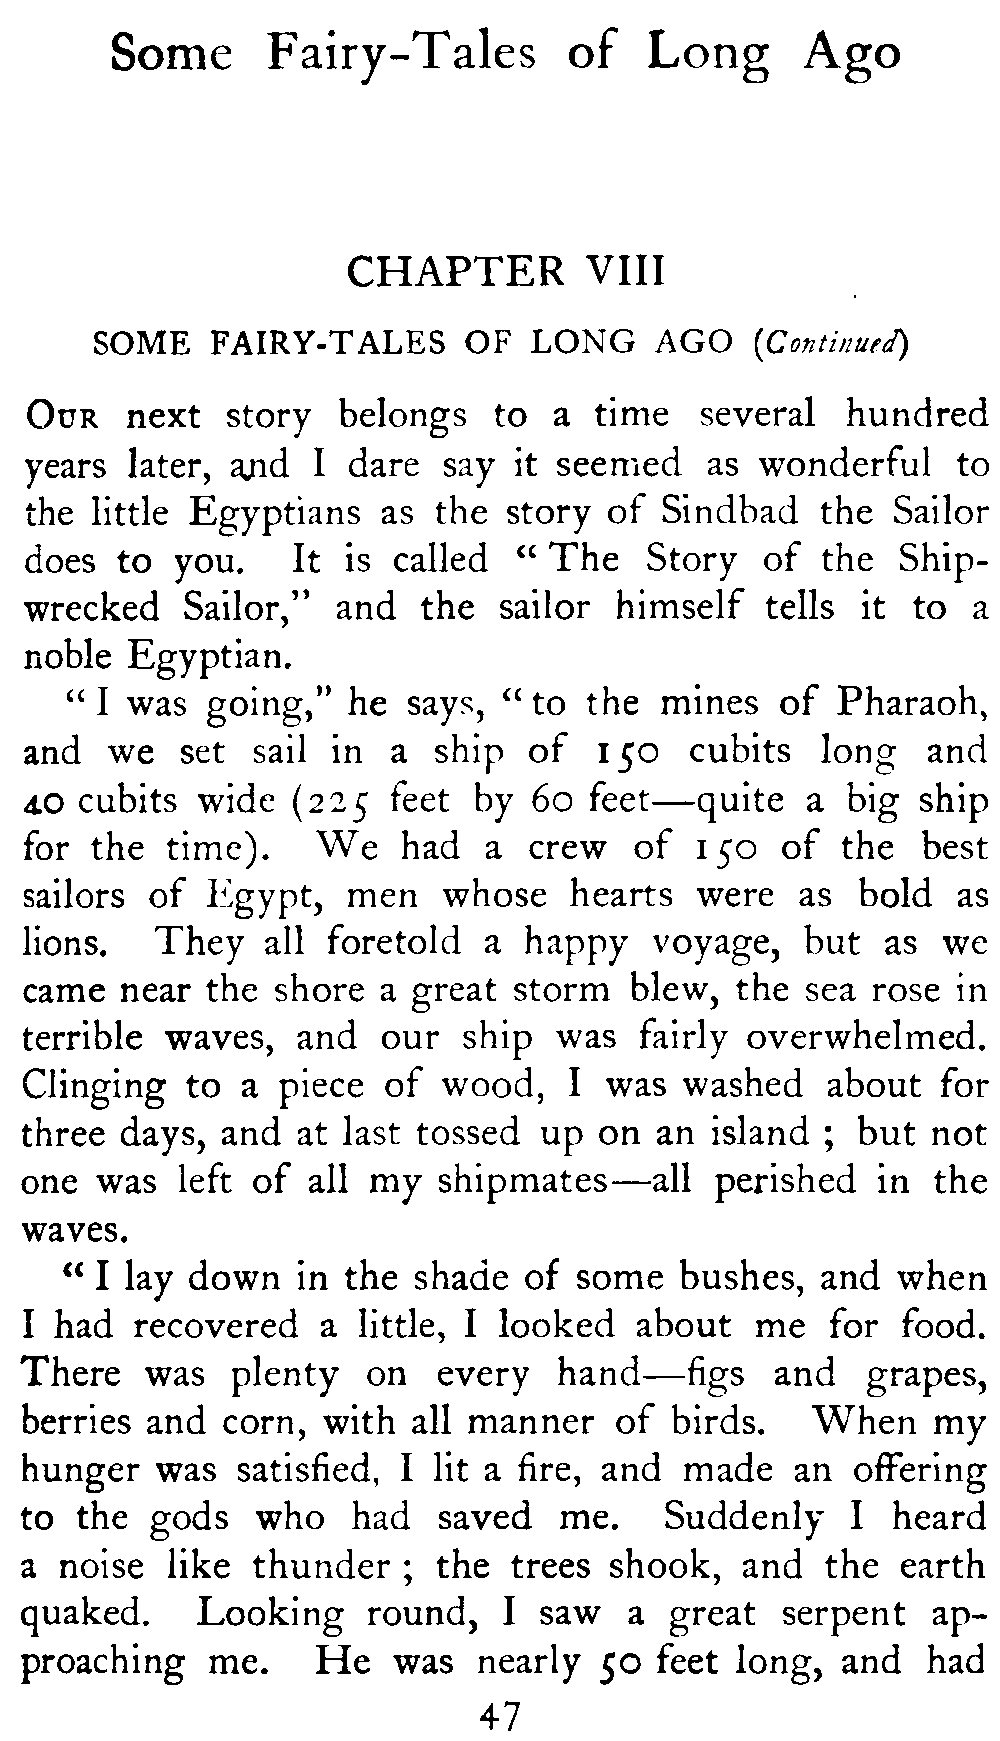 Some Fairy-Tales of Long Ago
CHAPTER VIII
SOME FAIRY-TALES OF LONG AGO (Continued)
OUR next story belongs to a time several hundred
years later, and I dare say it seemed as wonderful to
the little Egyptians as the story of Sindbad the Sailor
does to you. It is called “ The Story of the Ship-
wrecked Sailor,” and the sailor himself tells it to a
noble Egyptian.
“ I was going,” he says, “ to the mines of Pharaoh,
and we set sail in a ship of 150 cubits long and
40 cubits wide (225 feet by 60 feet—quite a big ship
for the time). We had a crew of 150 of the best
sailors of Egypt, men whose hearts were as bold as
lions. They all foretold a happy voyage, but as we
came near the shore a great storm blew, the sea rose in
terrible waves, and our ship was fairly overwhelmed.
Clinging to a piece of wood, I was washed about for
three days, and at last tossed up on an island ; but not
one was left of all my shipmates—all perished in the
waves.
“ I lay down in the shade of some bushes, and when
I had recovered a little, I looked about me for food.
There was plenty on every hand—figs and grapes,
berries and corn, with all manner of birds. When my
hunger was satisfied, I lit a fire, and made an offering
to the gods who had saved me. Suddenly I heard
a noise like thunder ; the trees shook, and the earth
quaked. Looking round, I saw a great serpent ap-
proaching me. He was nearly 50 feet long, and had
47